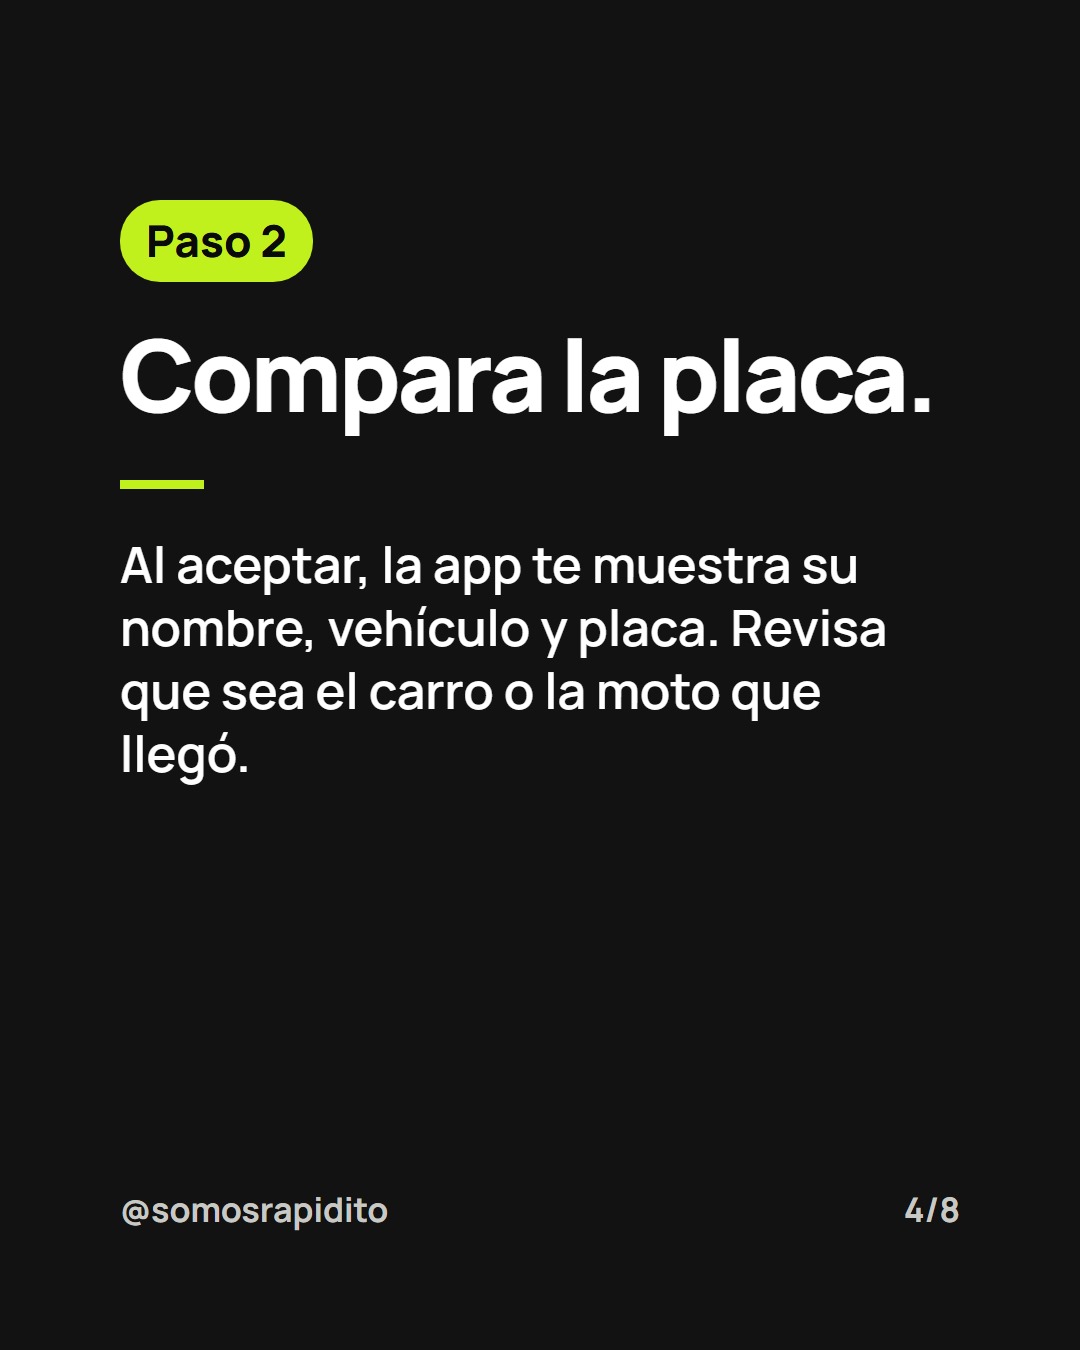 Paso 2
Compara la placa.
Al aceptar, la app te muestra su
nombre, vehículo y placa. Revisa
que sea el carro o la moto que
llegó.
@somosrapidito
4/8